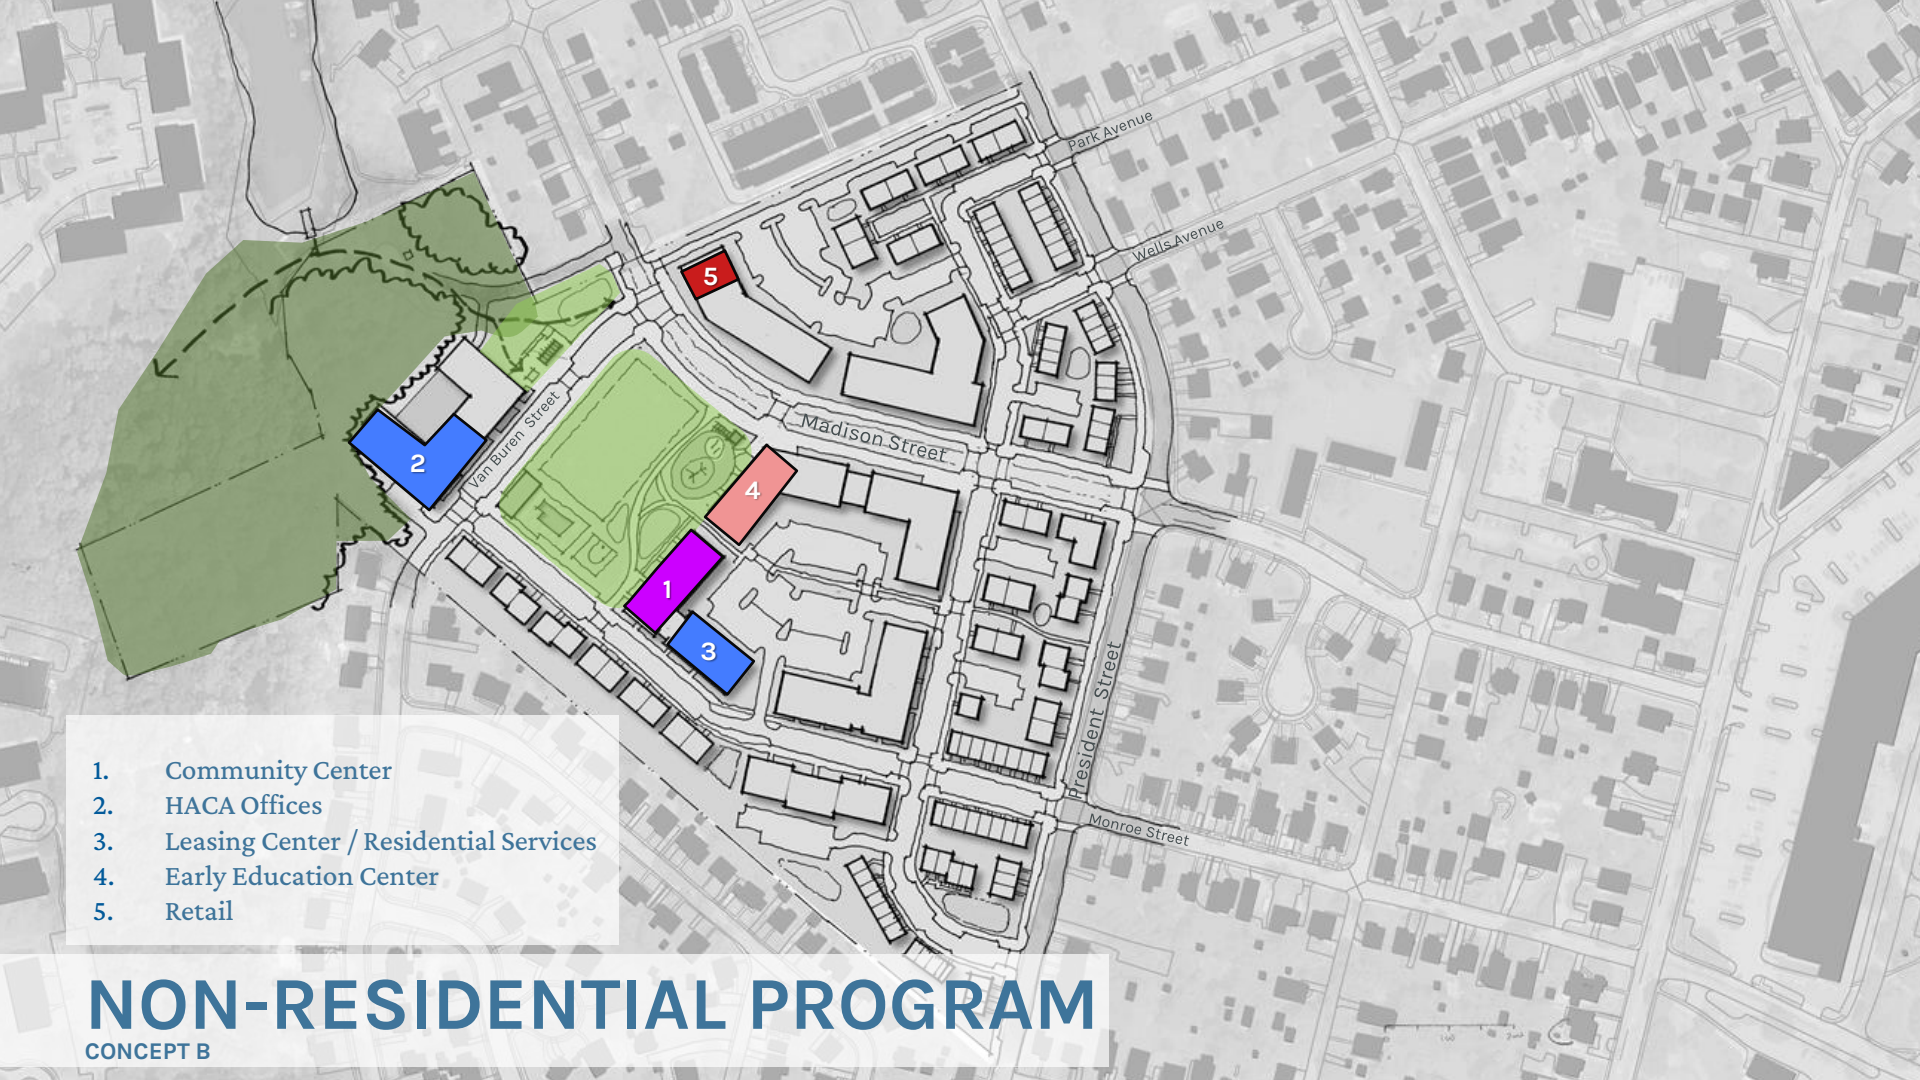 Park Avenue
Wells Avenue
5
Van Buren Street
Madison Street
2
4
1
3
President Street
Monroe Street
1. Community Center
2. HACA Offices
3. Leasing Center / Residential Services
4. Early Education Center
5. Retail
NON-RESIDENTIAL PROGRAM
CONCEPT B